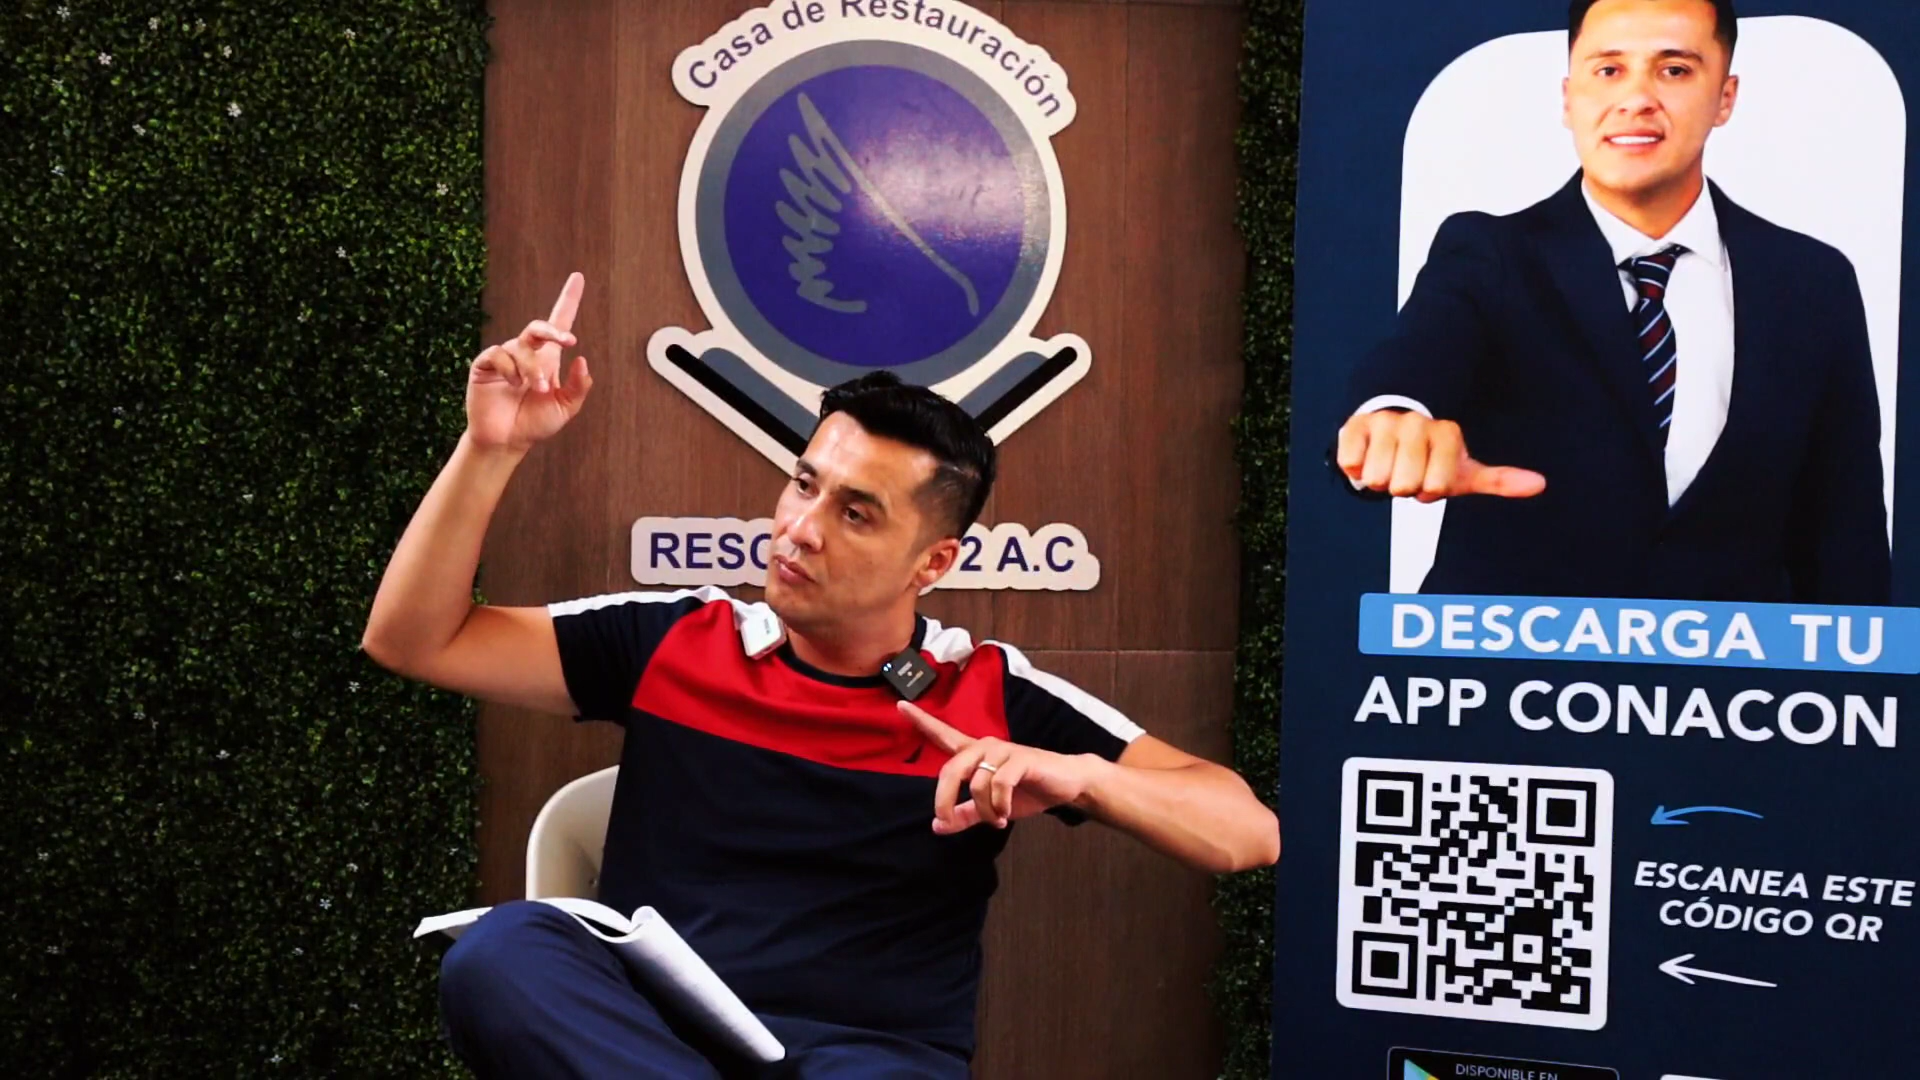 Casa de Restauración
RESC
2 A.C
DESCARGA TU
APP CONACON
ESCANEA ESTE
CÓDIGO QR
DISPONIBLE EN